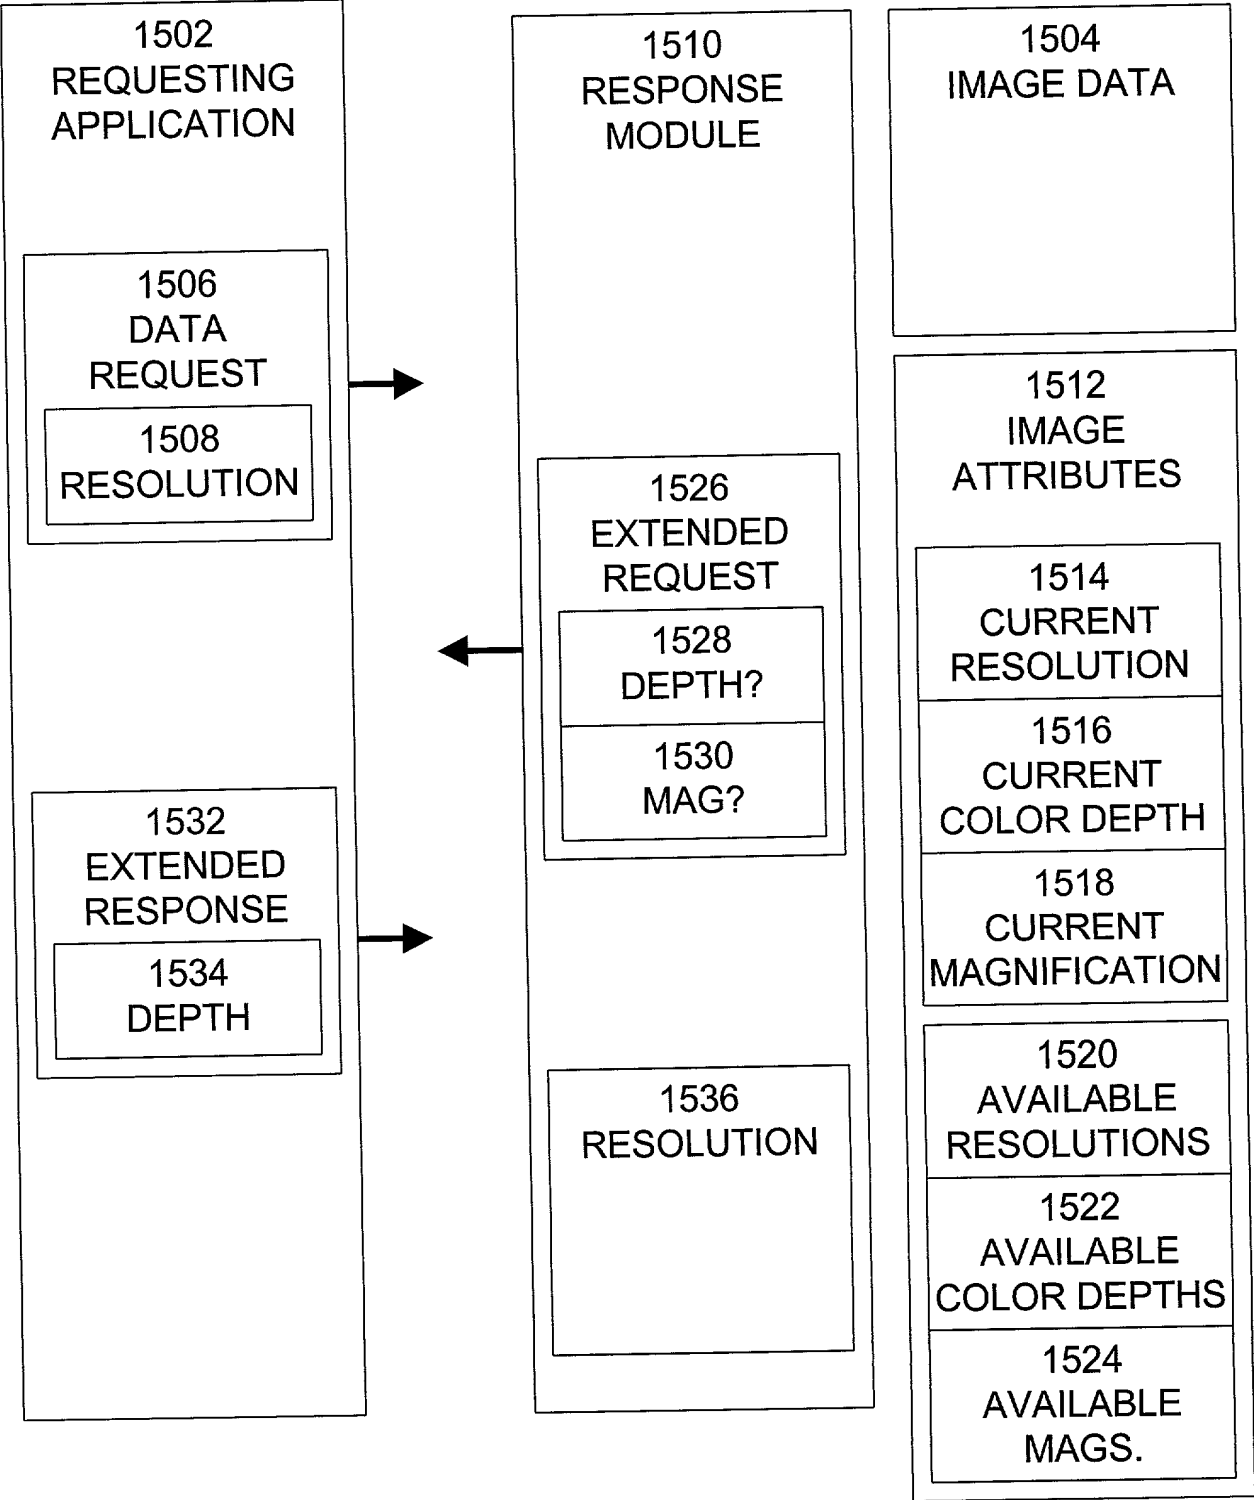 1502
REQUESTING
APPLICATION
1506
DATA
REQUEST
1508
RESOLUTION
1532
EXTENDED
RESPONSE
1534
DEPTH
1510
RESPONSE
MODULE
1526
EXTENDED
REQUEST
1528
DEPTH?
1530
MAG?
1536
RESOLUTION
1504
IMAGE DATA
1512
IMAGE
ATTRIBUTES
1514
CURRENT
RESOLUTION
1516
CURRENT
COLOR DEPTH
1518
CURRENT
MAGNIFICATION
1520
AVAILABLE
RESOLUTIONS
1522
AVAILABLE
COLOR DEPTHS
1524
AVAILABLE
MAGS.